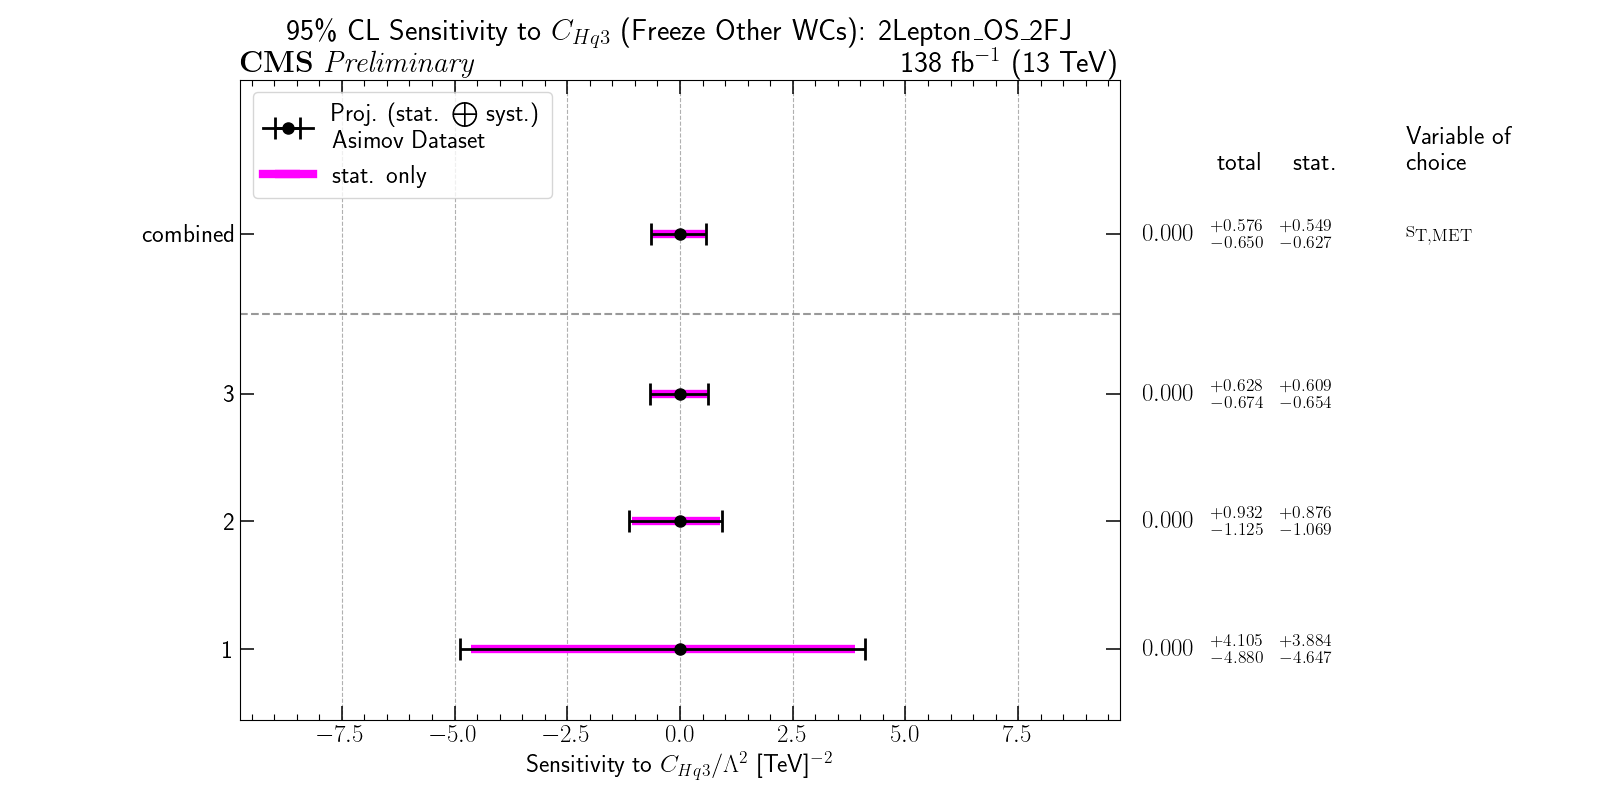 95% CL Sensitivity to C_{Hq3} (Freeze Other WCs): 2Lepton_OS_2FJ
CMS Preliminary 138 fb^{-1} (13 TeV)
Proj. (stat. ⊕ syst.)
Asimov Dataset
stat. only
Variable of
total stat. choice
combined 0.000 +0.576 −0.650 +0.549 −0.627 s_{T,MET}
3 0.000 +0.628 −0.674 +0.609 −0.654
2 0.000 +0.932 −1.125 +0.876 −1.069
1 0.000 +4.105 −4.880 +3.884 −4.647
−7.5 −5.0 −2.5 0.0 2.5 5.0 7.5
Sensitivity to C_{Hq3}/Λ^2 [TeV]^{−2}